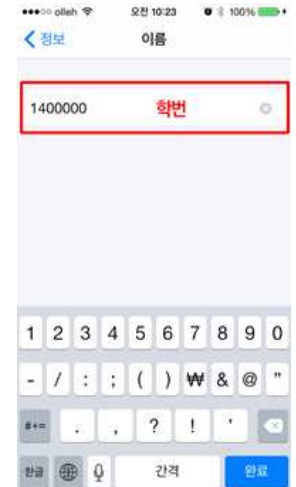 olleh 오전 10:23 100%
정보 이름
1400000 학번
1 2 3 4 5 6 7 8 9 0
- / : ; ( ) ₩ & @ "
#+= . , ? ! '
한글 간격 완료